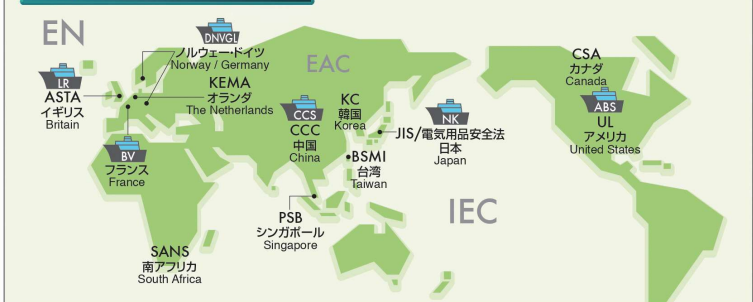 EN
DNVGL
ノルウェー・ドイツ
Norway / Germany
EAC
LR
ASTA
イギリス
Britain
KEMA
オランダ
The Netherlands
BV
フランス
France
CCS
CCC
中国
China
KC
韓国
Korea
NK
JIS/電気用品安全法
日本
Japan
BSMI
台湾
Taiwan
PSB
シンガポール
Singapore
SANS
南アフリカ
South Africa
IEC
CSA
カナダ
Canada
ABS
UL
アメリカ
United States